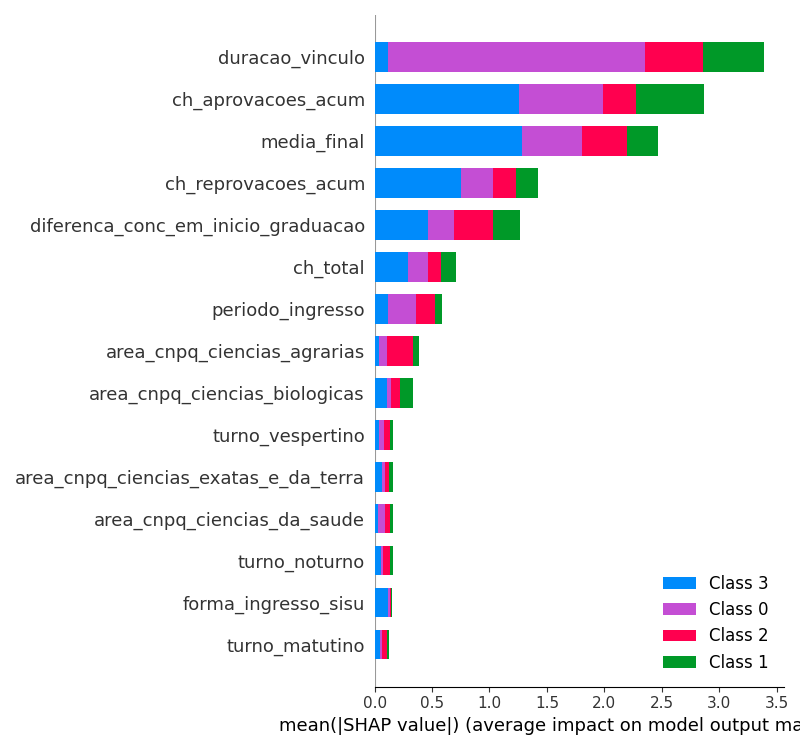 duracao_vinculo
ch_aprovacoes_acum
media_final
ch_reprovacoes_acum
diferenca_conc_em_inicio_graduacao
ch_total
periodo_ingresso
area_cnpq_ciencias_agrarias
area_cnpq_ciencias_biologicas
turno_vespertino
area_cnpq_ciencias_exatas_e_da_terra
area_cnpq_ciencias_da_saude
turno_noturno
forma_ingresso_sisu
turno_matutino
Class 3
Class 0
Class 2
Class 1
0.0 0.5 1.0 1.5 2.0 2.5 3.0 3.5
mean(|SHAP value|) (average impact on model output ma